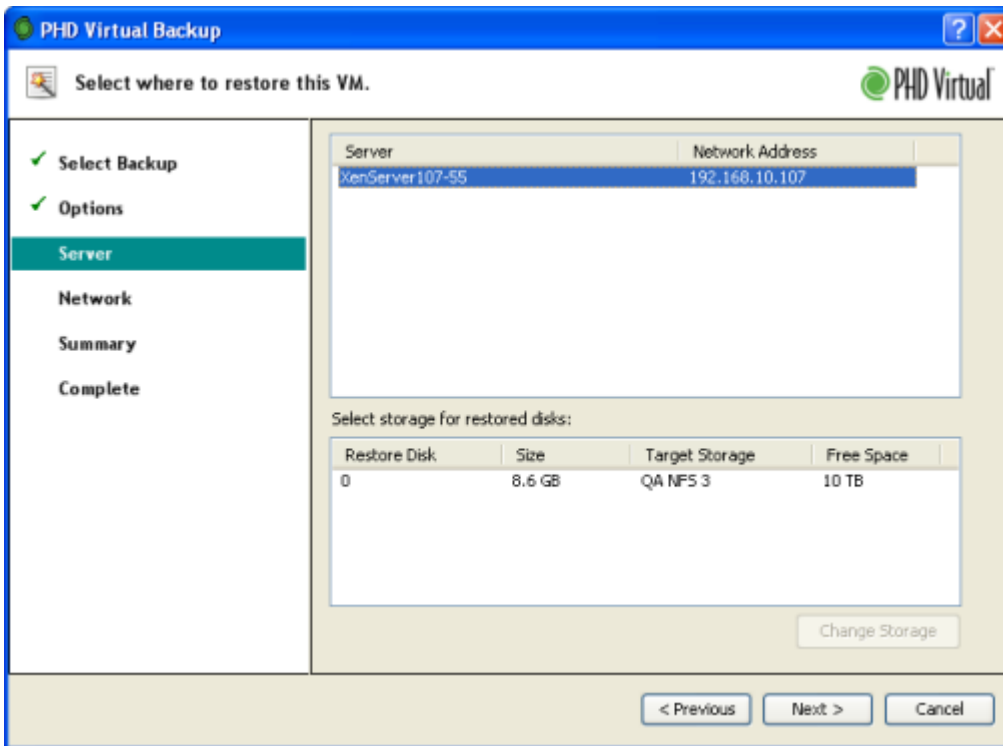 PHD Virtual Backup
Select where to restore this VM.
PHD Virtual
Select Backup
Options
Server
Network
Summary
Complete
Server Network Address
XenServer107-55 192.168.10.107
Select storage for restored disks:
Restore Disk Size Target Storage Free Space
0 8.6 GB QA NFS 3 10 TB
Change Storage
< Previous Next > Cancel